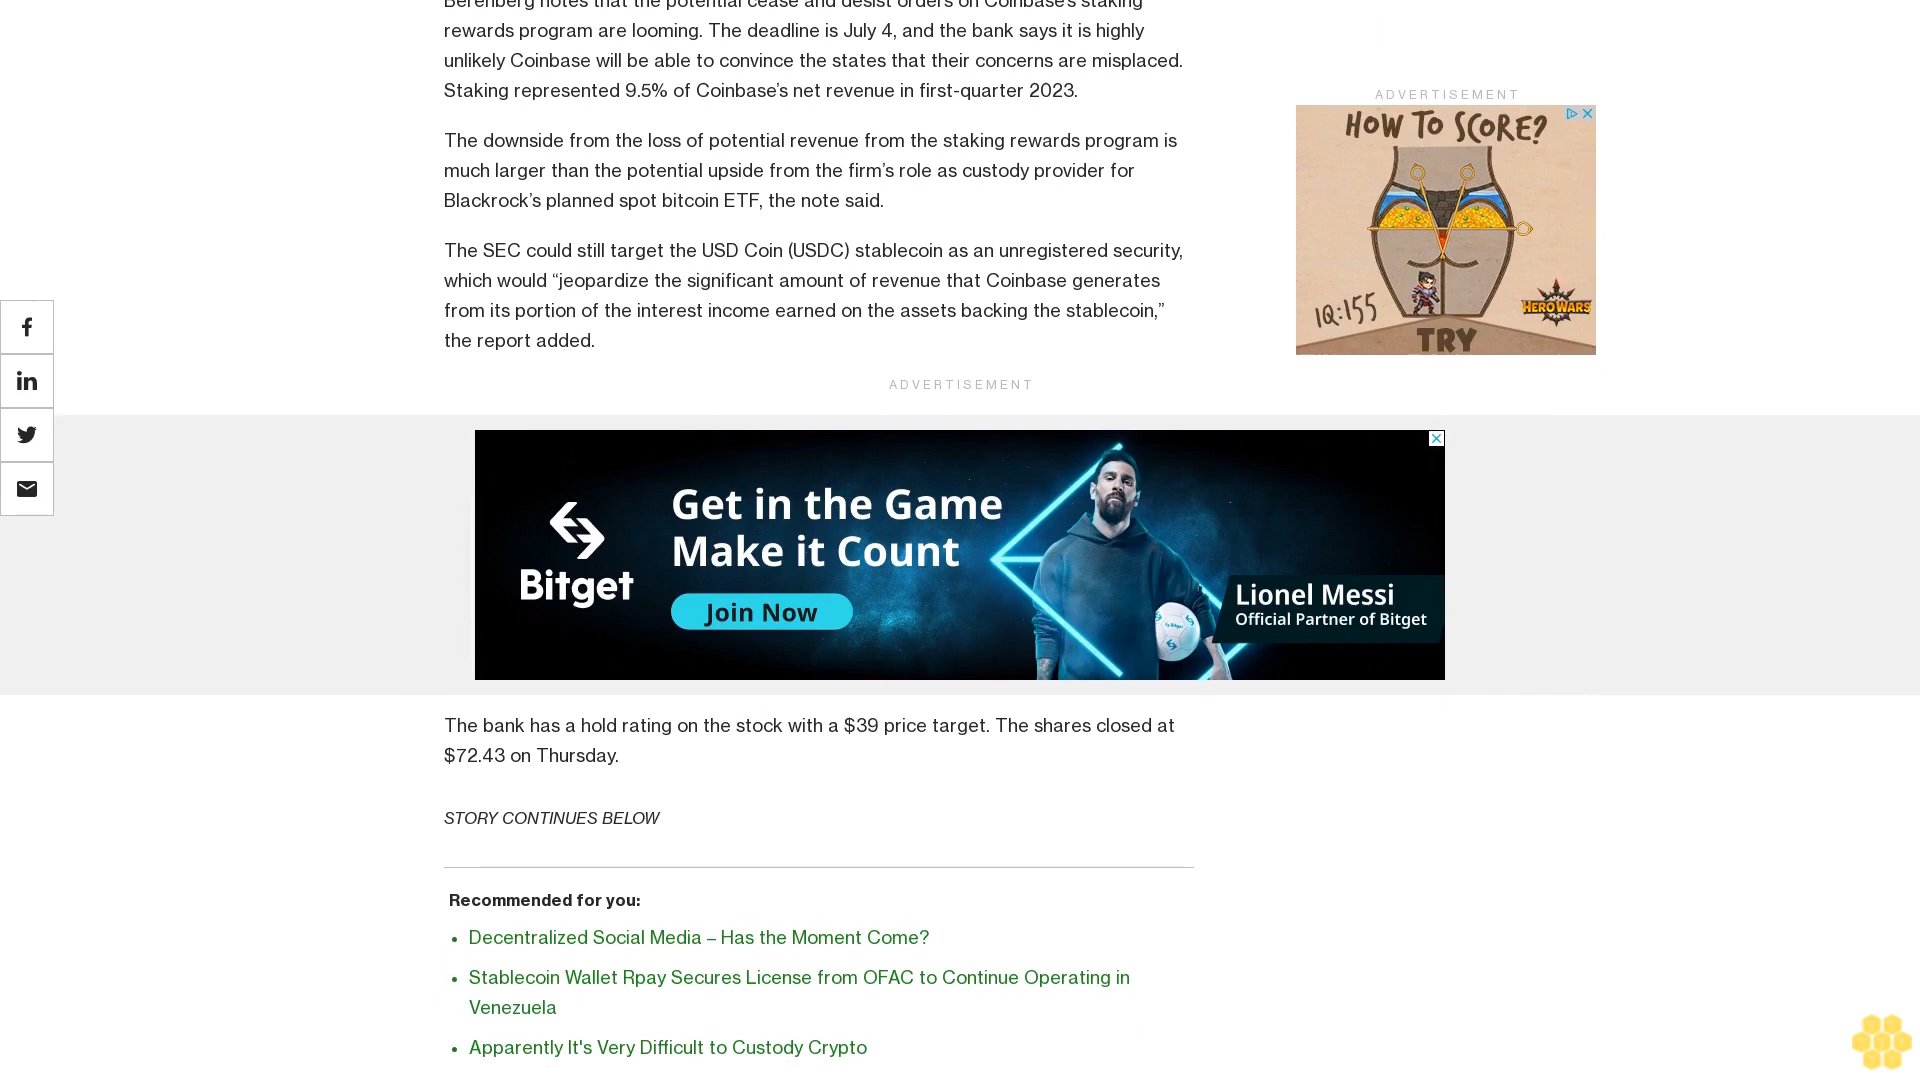 Berenberg notes that the potential cease and desist orders on Coinbase's staking
rewards program are looming. The deadline is July 4, and the bank says it is highly
unlikely Coinbase will be able to convince the states that their concerns are misplaced.
Staking represented 9.5% of Coinbase’s net revenue in first-quarter 2023.
The downside from the loss of potential revenue from the staking rewards program is
much larger than the potential upside from the firm’s role as custody provider for
Blackrock’s planned spot bitcoin ETF, the note said.
The SEC could still target the USD Coin (USDC) stablecoin as an unregistered security,
which would “jeopardize the significant amount of revenue that Coinbase generates
from its portion of the interest income earned on the assets backing the stablecoin,”
the report added.
ADVERTISEMENT
HOW TO SCORE?
IQ:155
HERO WARS
TRY
ADVERTISEMENT
Bitget
Get in the Game
Make it Count
Join Now
Lionel Messi
Official Partner of Bitget
The bank has a hold rating on the stock with a $39 price target. The shares closed at
$72.43 on Thursday.
STORY CONTINUES BELOW
Recommended for you:
• Decentralized Social Media – Has the Moment Come?
• Stablecoin Wallet Rpay Secures License from OFAC to Continue Operating in
Venezuela
• Apparently It's Very Difficult to Custody Crypto